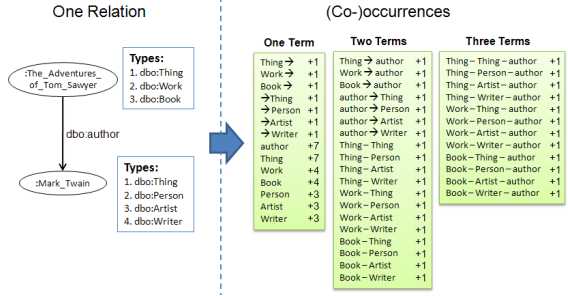 One Relation
:The_Adventures_
of_Tom_Sawyer
Types:
1. dbo:Thing
2. dbo:Work
3. dbo:Book
dbo:author
:Mark_Twain
Types:
1. dbo:Thing
2. dbo:Person
3. dbo:Artist
4. dbo:Writer
(Co-)occurrences
One Term
Thing → +1
Work → +1
Book → +1
→Thing +1
→Person +1
→Artist +1
→Writer +1
author +7
Thing +7
Work +4
Book +4
Person +3
Artist +3
Writer +3
Two Terms
Thing → author +1
Work → author +1
Book → author +1
author → Thing +1
author → Person +1
author → Artist +1
author → Writer +1
Thing – Thing +1
Thing – Person +1
Thing – Artist +1
Thing – Writer +1
Work – Thing +1
Work – Person +1
Work – Artist +1
Work – Writer +1
Book – Thing +1
Book – Person +1
Book – Artist +1
Book – Writer +1
Three Terms
Thing – Thing – author +1
Thing – Person – author +1
Thing – Artist – author +1
Thing – Writer – author +1
Work – Thing – author +1
Work – Person – author +1
Work – Artist – author +1
Work – Writer – author +1
Book – Thing – author +1
Book – Person – author +1
Book – Artist – author +1
Book – Writer – author +1